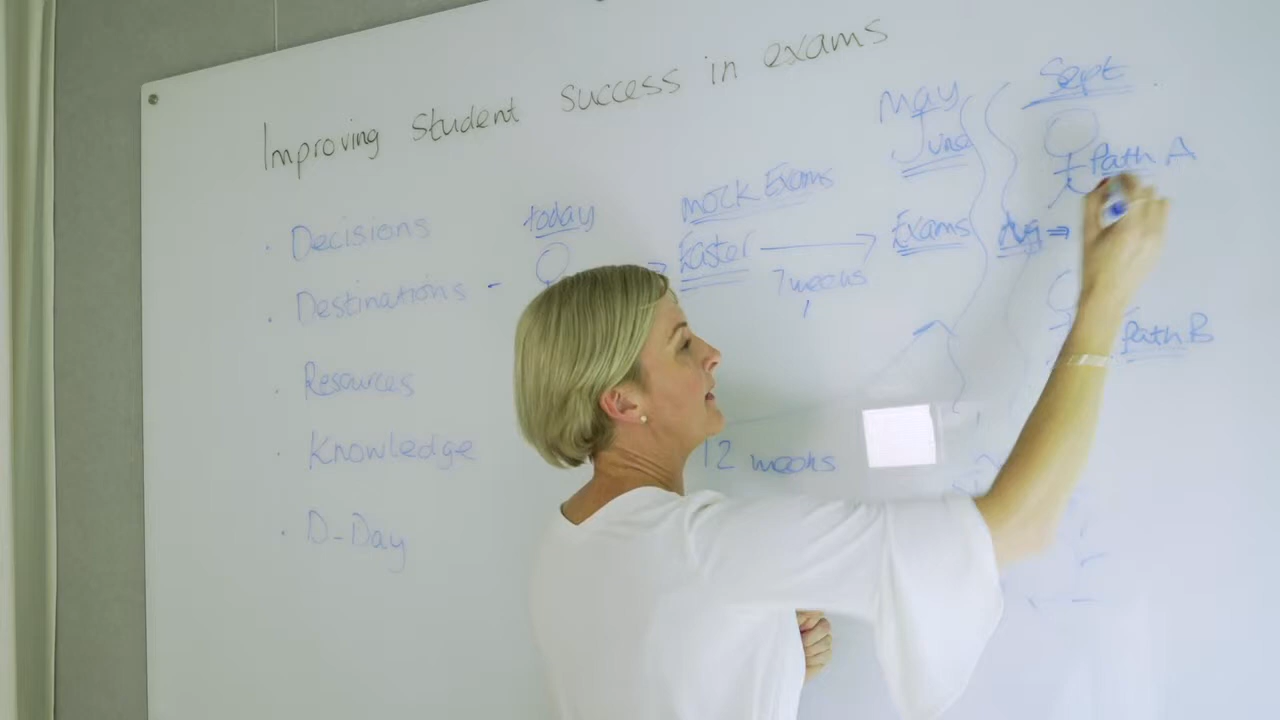 Improving Student Success in exams
· Decisions
· Destinations -
· Resources
· Knowledge
· D-Day
today
Mock Exams
Easter
7 weeks
12 weeks
May
June
Exams
Aug ⇒
Sept
Path A
Path B